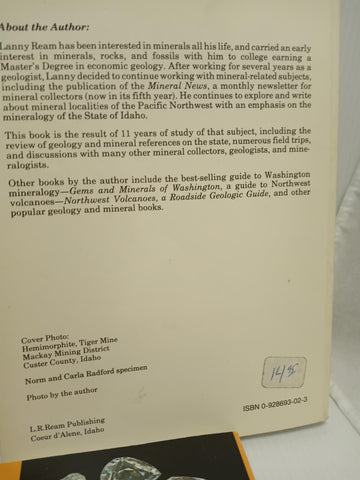 About the Author:
Lanny Ream has been interested in minerals all his life, and carried an early
interest in minerals, rocks, and fossils with him to college earning a
Master's Degree in economic geology. After working for several years as a
geologist, Lanny decided to continue working with mineral-related subjects,
including the publication of the Mineral News, a monthly newsletter for
mineral collectors (now in its fifth year). He continues to explore and write
about mineral localities of the Pacific Northwest with an emphasis on the
mineralogy of the State of Idaho.
This book is the result of 11 years of study of that subject, including the
review of geology and mineral references on the state, numerous field trips,
and discussions with many other mineral collectors, geologists, and mine-
ralogists.
Other books by the author include the best-selling guide to Washington
mineralogy—Gems and Minerals of Washington, a guide to Northwest
volcanoes—Northwest Volcanoes, a Roadside Geologic Guide, and other
popular geology and mineral books.
Cover Photo:
Hemimorphite, Tiger Mine
Mackay Mining District
Custer County, Idaho
Norm and Carla Radford specimen
Photo by the author
L.R.Ream Publishing
Coeur d'Alene, Idaho
ISBN 0-928693-02-3